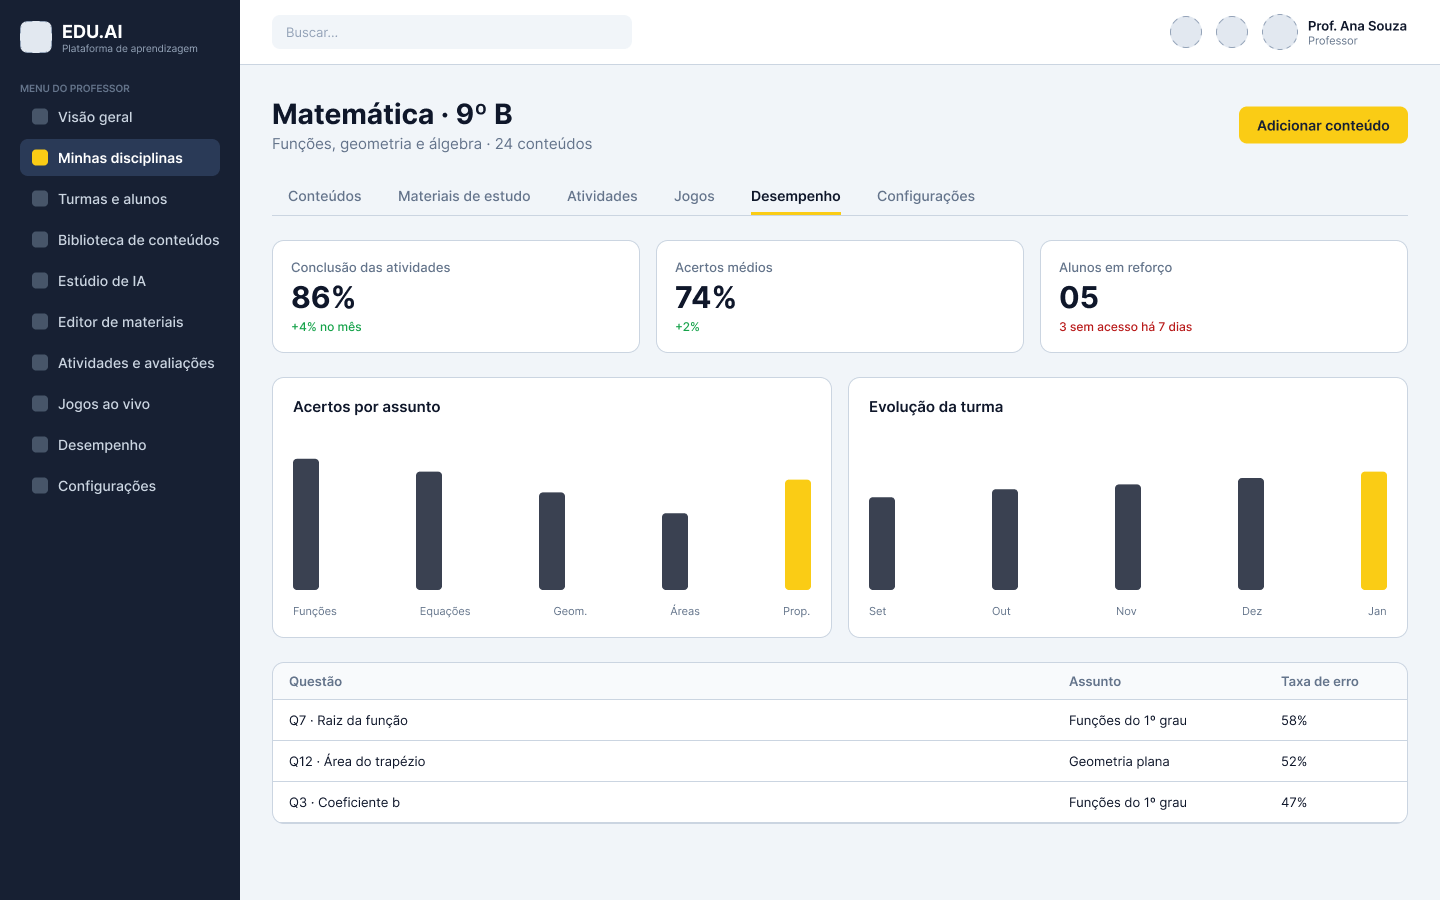 EDU.AI
Plataforma de aprendizagem
MENU DO PROFESSOR
Visão geral
Minhas disciplinas
Turmas e alunos
Biblioteca de conteúdos
Estúdio de IA
Editor de materiais
Atividades e avaliações
Jogos ao vivo
Desempenho
Configurações
Buscar...
Prof. Ana Souza
Professor
Matemática · 9º B
Funções, geometria e álgebra · 24 conteúdos
Adicionar conteúdo
Conteúdos Materiais de estudo Atividades Jogos Desempenho Configurações
Conclusão das atividades
86%
+4% no mês
Acertos médios
74%
+2%
Alunos em reforço
05
3 sem acesso há 7 dias
Acertos por assunto
Funções Equações Geom. Áreas Prop.
Evolução da turma
Set Out Nov Dez Jan
Questão Assunto Taxa de erro
Q7 · Raiz da função Funções do 1º grau 58%
Q12 · Área do trapézio Geometria plana 52%
Q3 · Coeficiente b Funções do 1º grau 47%